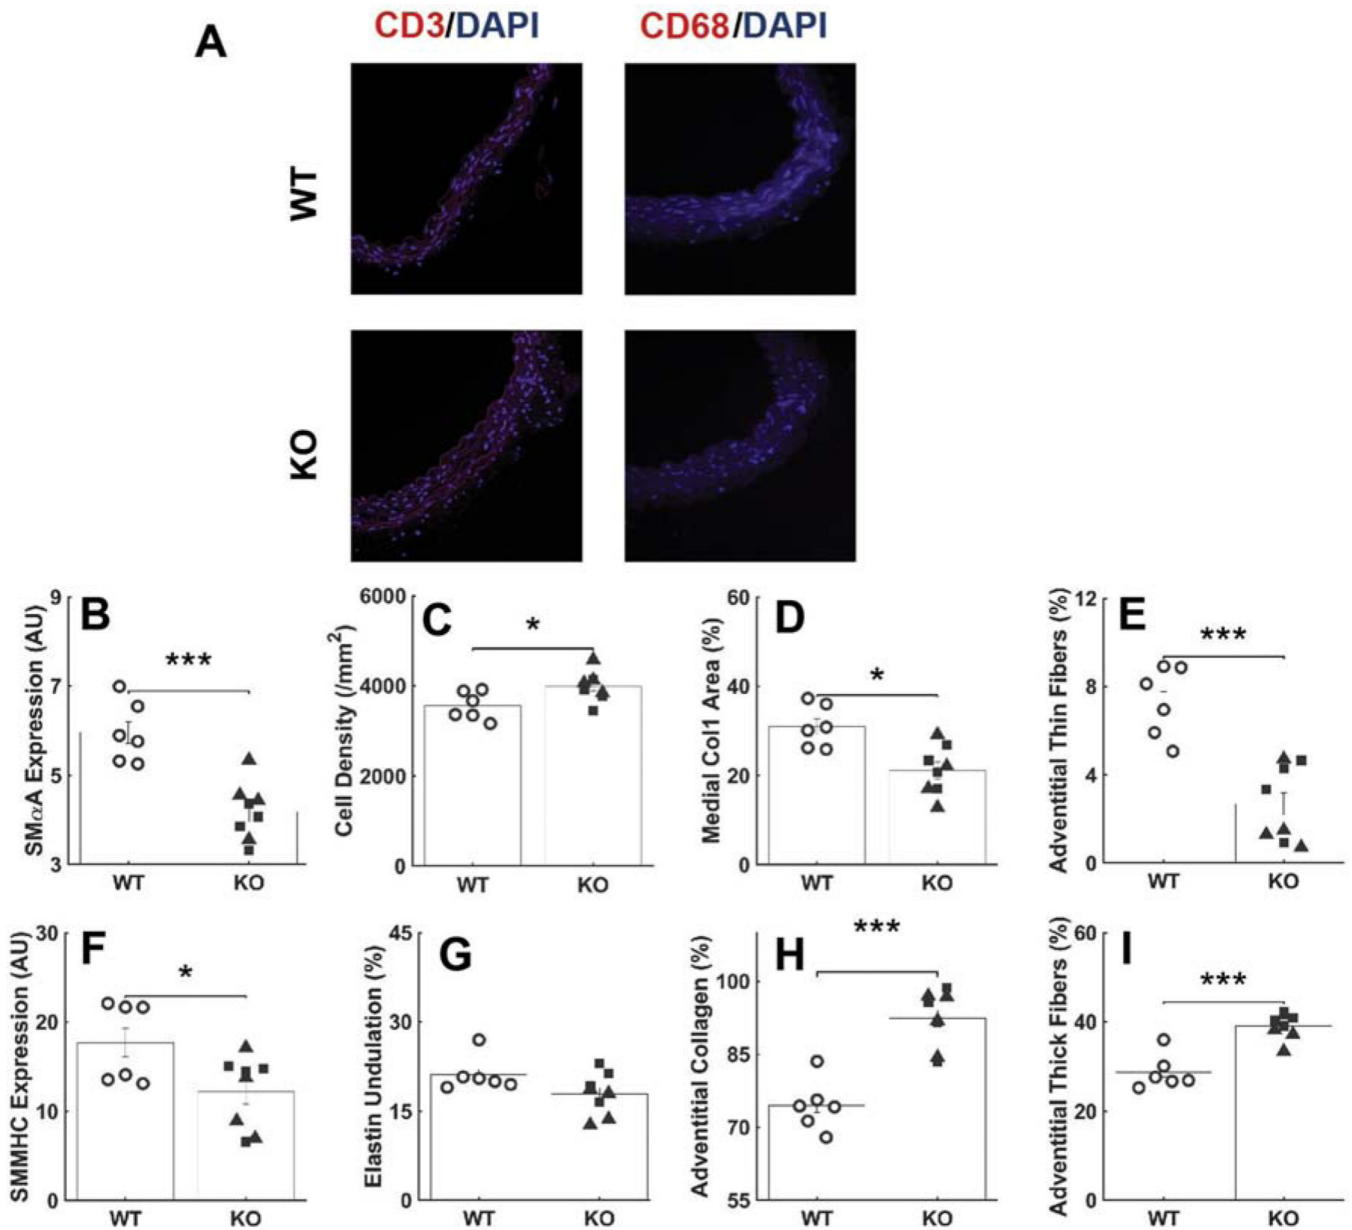 A
CD3/DAPI
CD68/DAPI
WT
KO
B
SMαA Expression (AU)
9
7
5
3
***
WT
KO
C
Cell Density (/mm²)
6000
4000
2000
0
*
WT
KO
D
Medial Col1 Area (%)
60
40
20
0
*
WT
KO
E
Adventitial Thin Fibers (%)
12
8
4
0
***
WT
KO
F
SMMHC Expression (AU)
30
20
10
0
*
WT
KO
G
Elastin Undulation (%)
45
30
15
0
WT
KO
H
Adventitial Collagen (%)
100
85
70
55
***
WT
KO
I
Adventitial Thick Fibers (%)
60
40
20
0
***
WT
KO